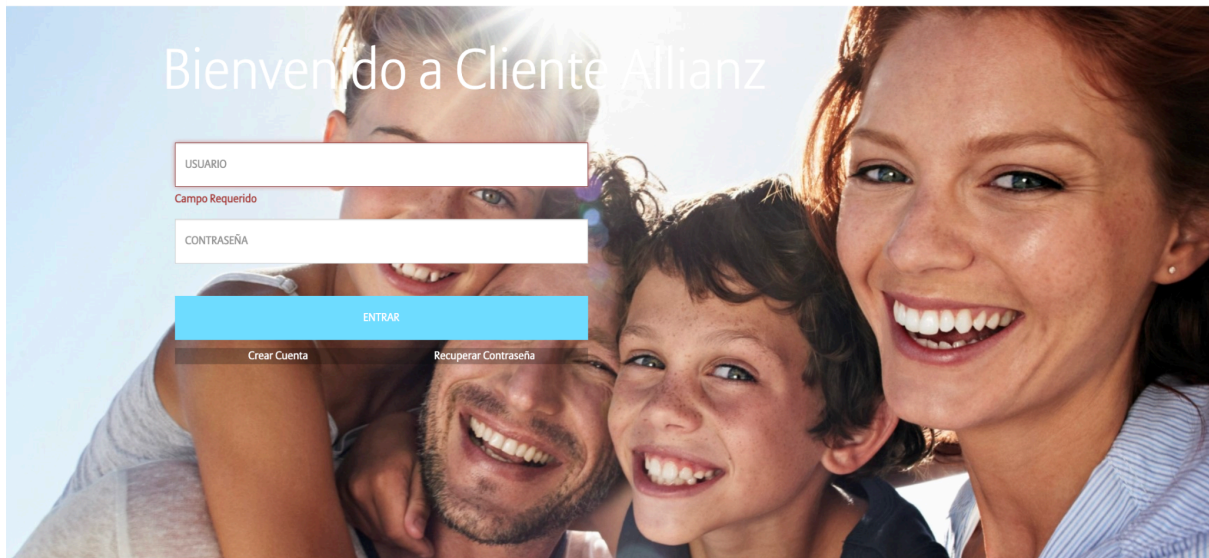 Bienvenido a Cliente Allianz
USUARIO
Campo Requerido
CONTRASEÑA
ENTRAR
Crear Cuenta Recuperar Contraseña